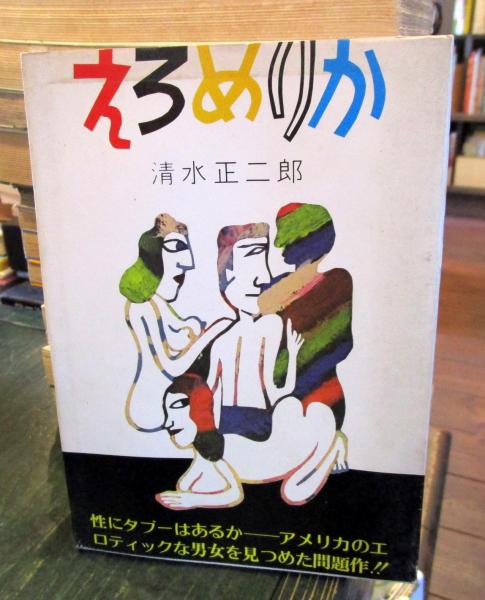 えろめりか
清水正二郎
性にタブーはあるか――アメリカのエ
ロティックな男女を見つめた問題作!!